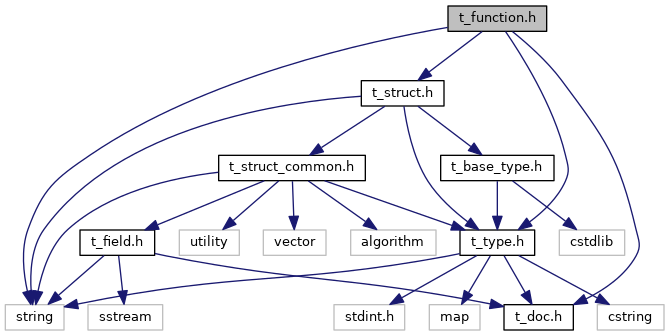 t_function.h
t_struct.h
t_struct_common.h
t_base_type.h
t_field.h
utility
vector
algorithm
t_type.h
cstdlib
string
sstream
stdint.h
map
t_doc.h
cstring